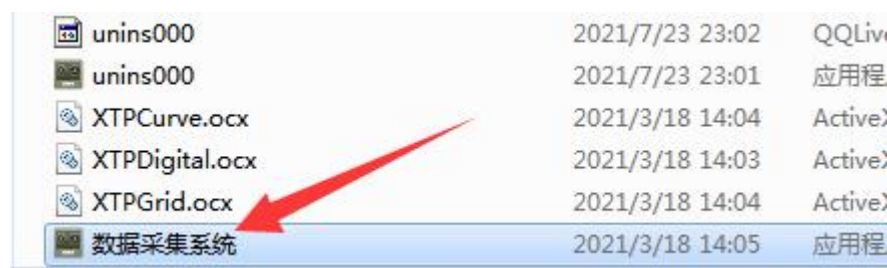 unins000 2021/7/23 23:02 QQLive
unins000 2021/7/23 23:01 应用程
XTPCurve.ocx 2021/3/18 14:04 ActiveX
XTPDigital.ocx 2021/3/18 14:03 ActiveX
XTPGrid.ocx 2021/3/18 14:04 ActiveX
数据采集系统 2021/3/18 14:05 应用程